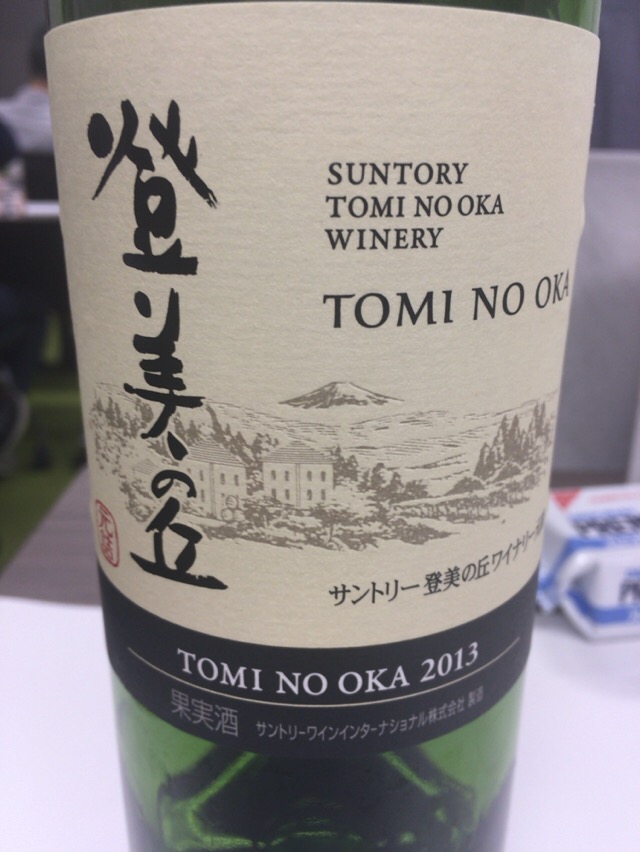 登美の丘
SUNTORY
TOMI NO OKA
WINERY
TOMI NO OKA
サントリー 登美の丘ワイナリー
TOMI NO OKA 2013
果実酒 サントリーワインインターナショナル株式会社 製造